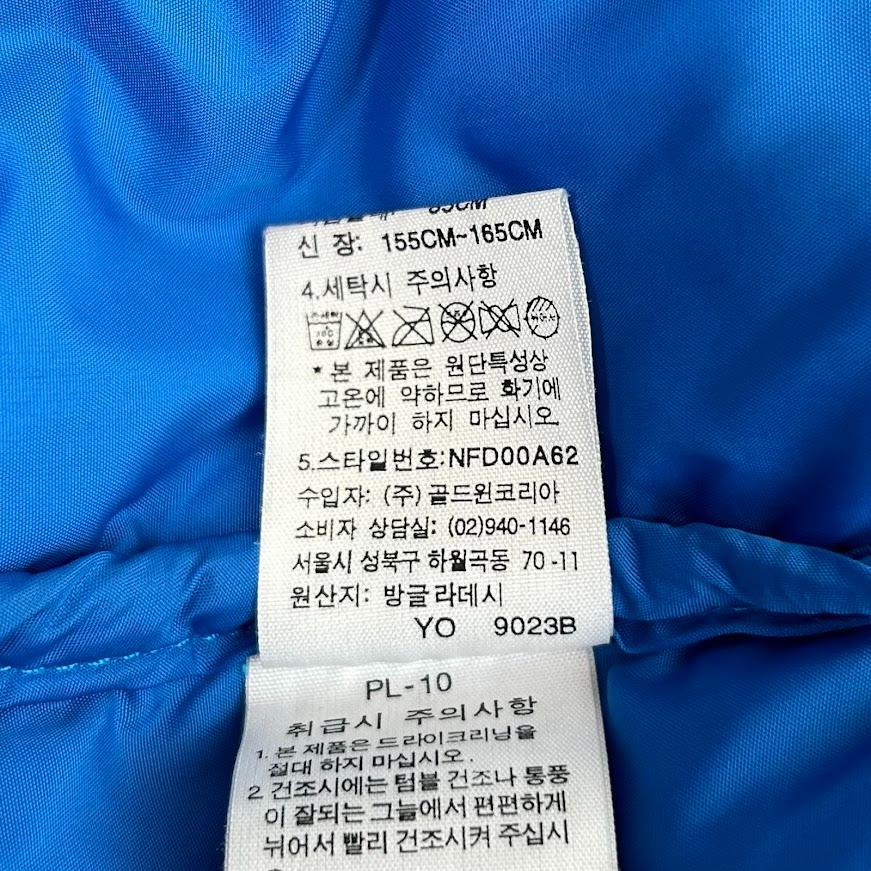 85CM
신 장: 155CM~165CM
4.세탁시 주의사항
* 본 제품은 원단특성상
고온에 약하므로 화기에
가까이 하지 마십시오.
5.스타일번호:NFD00A62
수입자: (주)골드윈코리아
소비자 상담실: (02)940-1146
서울시 성북구 하월곡동 70-11
원산지: 방글라데시
YO 9023B
PL-10
취급시 주의사항
1. 본 제품은 드라이크리닝을
절대 하지 마십시오.
2 건조시에는 텀블 건조나 통풍
이 잘되는 그늘에서 편편하게
뉘어서 빨리 건조시켜 주십시